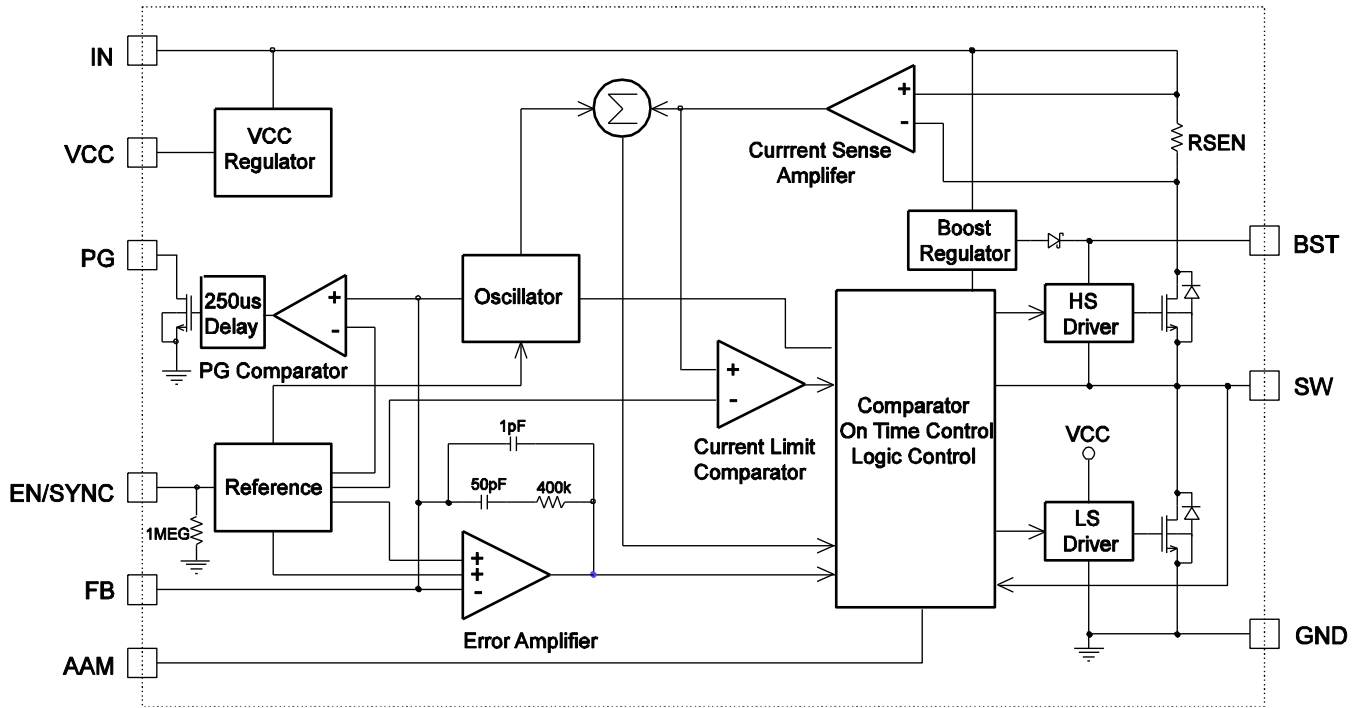 IN
VCC
Regulator
VCC
Σ
+
-
Currrent Sense
Amplifer
RSEN
Boost
Regulator
BST
PG
250us
Delay
+
-
PG Comparator
Oscillator
HS
Driver
+
-
Current Limit
Comparator
Comparator
On Time Control
Logic Control
SW
VCC
1pF
50pF
400k
EN/SYNC
Reference
1MEG
LS
Driver
+
+
-
Error Amplifier
FB
GND
AAM